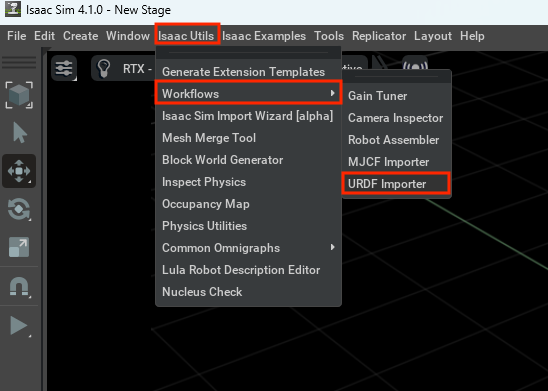 Isaac Sim 4.1.0 - New Stage
File Edit Create Window Isaac Utils Isaac Examples Tools Replicator Layout Help
RTX -
Generate Extension Templates
Workflows
Isaac Sim Import Wizard [alpha]
Mesh Merge Tool
Block World Generator
Inspect Physics
Occupancy Map
Physics Utilities
Common Omnigraphs
Lula Robot Description Editor
Nucleus Check
Gain Tuner
Camera Inspector
Robot Assembler
MJCF Importer
URDF Importer